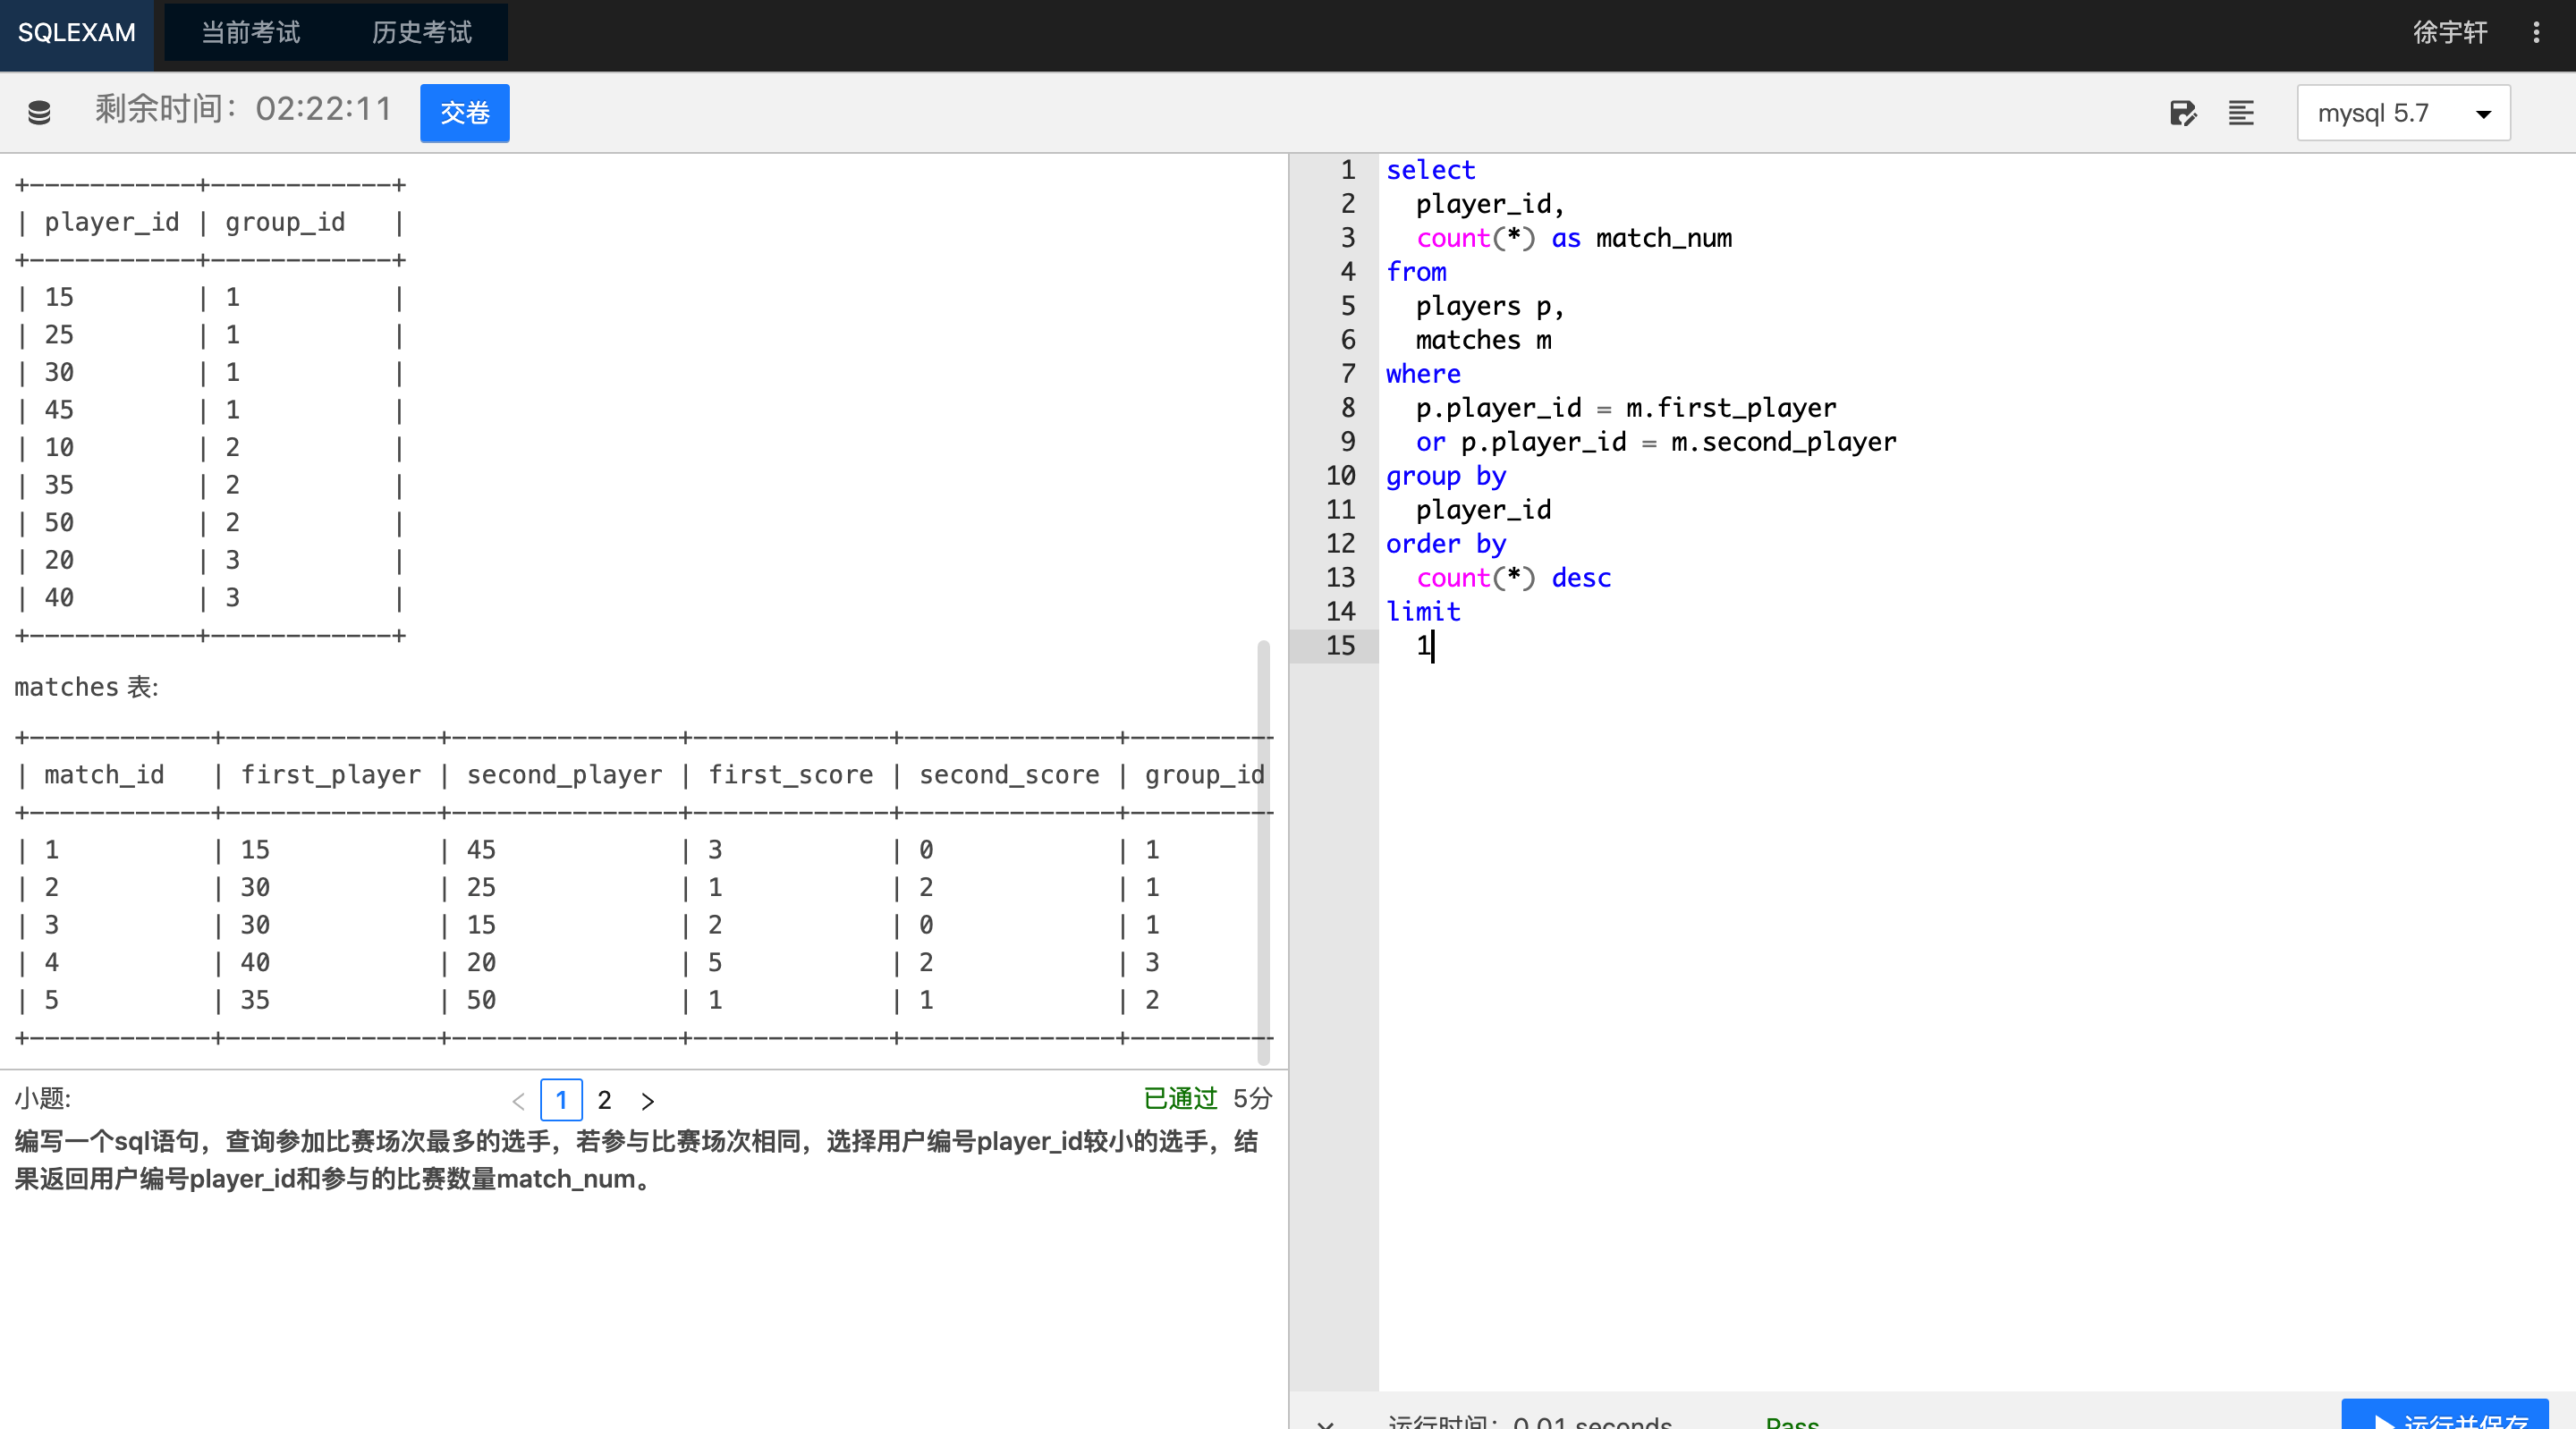 SQLEXAM 当前考试 历史考试 徐宇轩
剩余时间：02:22:11 交卷 mysql 5.7
+-----------+------------+
| player_id | group_id   |
+-----------+------------+
| 15        | 1          |
| 25        | 1          |
| 30        | 1          |
| 45        | 1          |
| 10        | 2          |
| 35        | 2          |
| 50        | 2          |
| 20        | 3          |
| 40        | 3          |
+-----------+------------+
matches 表:
+------------+--------------+---------------+-------------+--------------+----------
| match_id   | first_player | second_player | first_score | second_score | group_id
+------------+--------------+---------------+-------------+--------------+----------
| 1          | 15           | 45            | 3           | 0            | 1
| 2          | 30           | 25            | 1           | 2            | 1
| 3          | 30           | 15            | 2           | 0            | 1
| 4          | 40           | 20            | 5           | 2            | 3
| 5          | 35           | 50            | 1           | 1            | 2
+------------+--------------+---------------+-------------+--------------+----------
小题: < 1 2 > 已通过 5分
编写一个sql语句，查询参加比赛场次最多的选手，若参与比赛场次相同，选择用户编号player_id较小的选手，结
果返回用户编号player_id和参与的比赛数量match_num。
1 select
2   player_id,
3   count(*) as match_num
4 from
5   players p,
6   matches m
7 where
8   p.player_id = m.first_player
9   or p.player_id = m.second_player
10 group by
11   player_id
12 order by
13   count(*) desc
14 limit
15   1
运行时间：0.01 seconds Pass 运行并保存